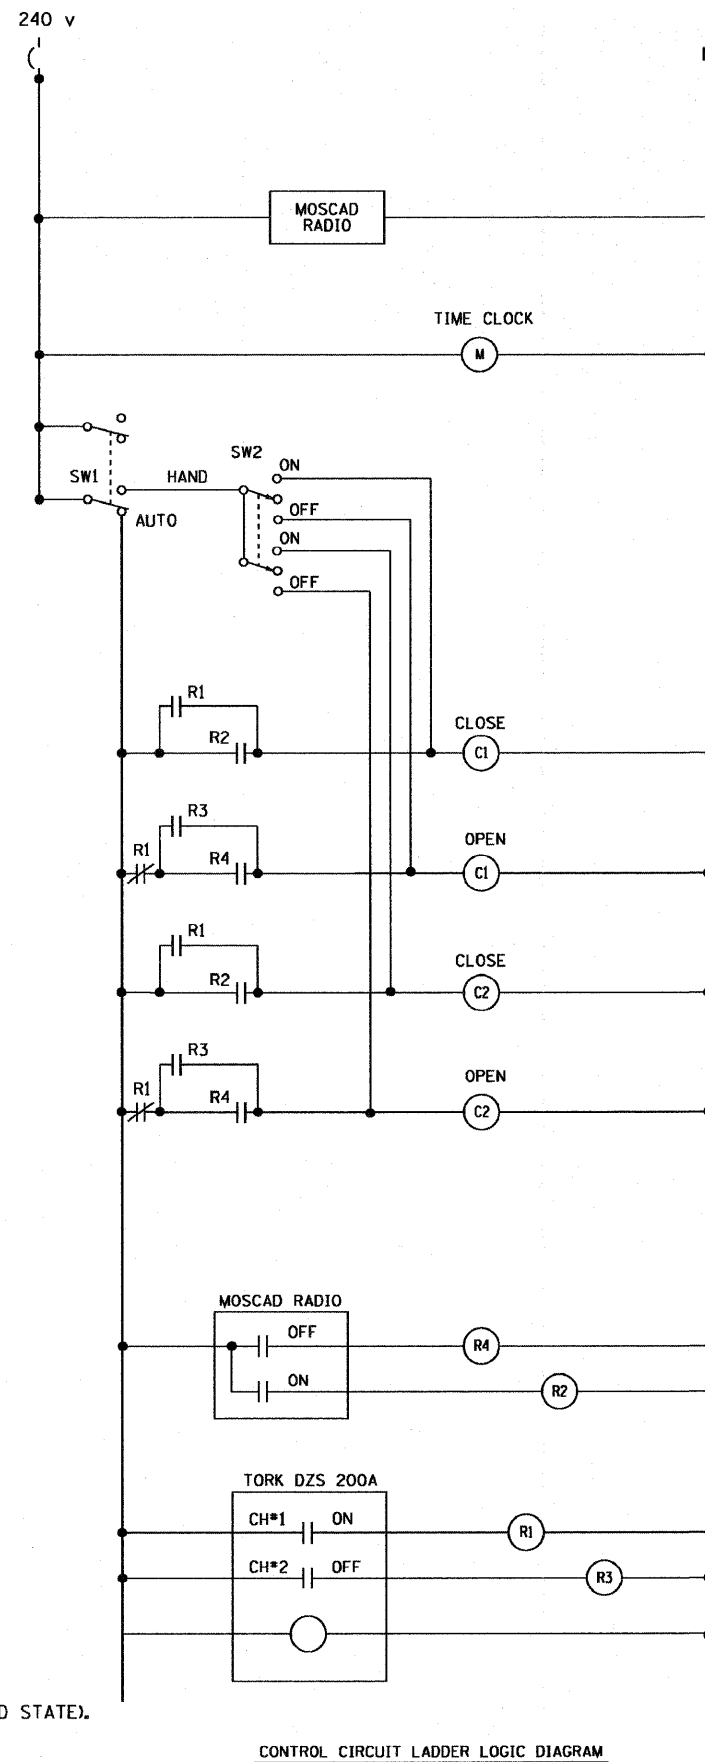 240 v
MOSCAD
RADIO
TIME CLOCK
M
SW2
ON
SW1
HAND
OFF
AUTO
ON
OFF
R1
CLOSE
R2
C1
R3
OPEN
R1
R4
C1
R1
CLOSE
R2
C2
R3
OPEN
R1
R4
C2
MOSCAD RADIO
OFF
R4
ON
R2
TORK DZS 200A
CH#1
ON
R1
CH#2
OFF
R3
D STATE).
CONTROL CIRCUIT LADDER LOGIC DIAGRAM